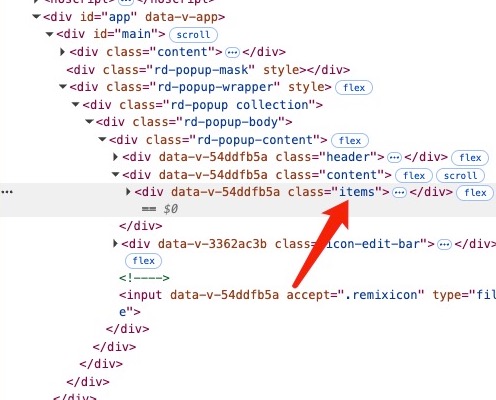 <noscript>…</noscript>
<div id="app" data-v-app>
<div id="main"> scroll
<div class="content">…</div>
<div class="rd-popup-mask" style></div>
<div class="rd-popup-wrapper" style> flex
<div class="rd-popup collection">
<div class="rd-popup-body">
<div class="rd-popup-content"> flex
<div data-v-54ddfb5a class="header">…</div> flex
<div data-v-54ddfb5a class="content"> flex scroll
… <div data-v-54ddfb5a class="items">…</div> flex
== $0
</div>
<div data-v-3362ac3b class= icon-edit-bar">…</div>
flex
<!---->
<input data-v-54ddfb5a accept=".remixicon" type="fil
e">
</div>
</div>
</div>
</div>
</div>